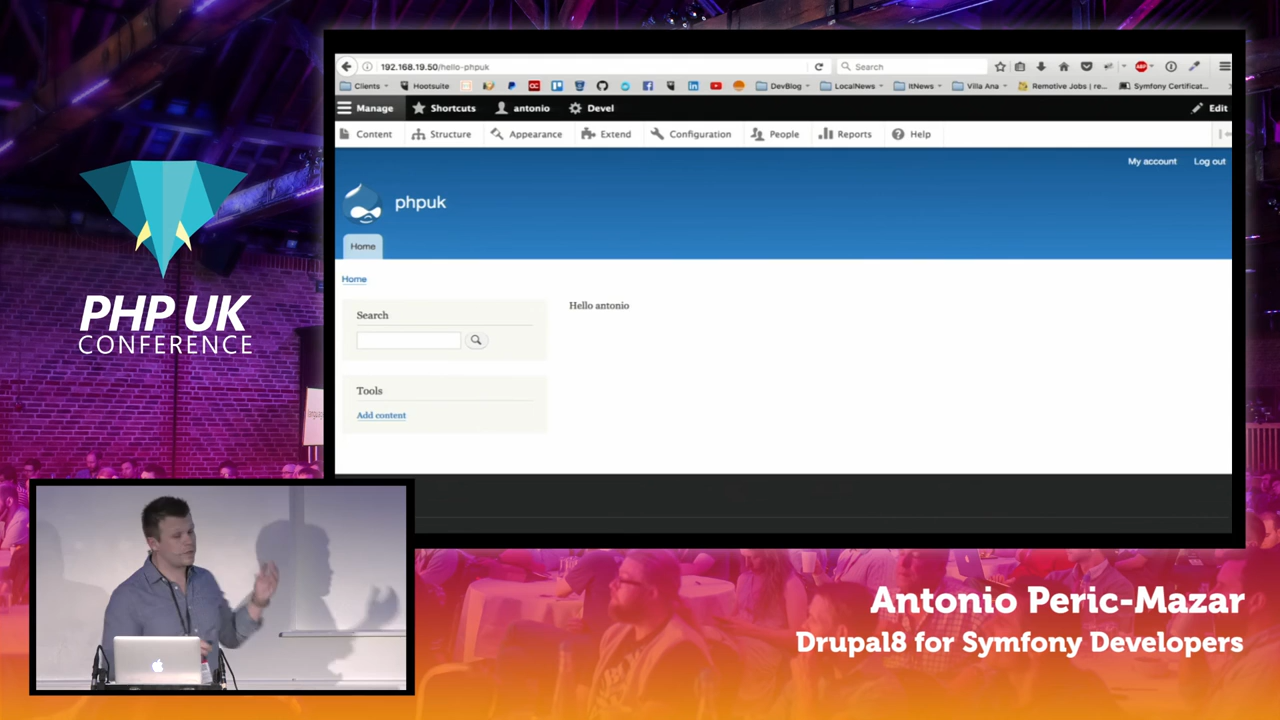 192.168.19.50/hello-phpuk
Search
Clients
Hootsuite
DevBlog
LocalNews
ItNews
Villa Ana
Remotive Jobs | re...
Symfony Certificat...
Manage
Shortcuts
antonio
Devel
Edit
Content
Structure
Appearance
Extend
Configuration
People
Reports
Help
My account
Log out
phpuk
Home
Home
Search
Hello antonio
Tools
Add content
PHP UK
CONFERENCE
Antonio Peric-Mazar
Drupal8 for Symfony Developers